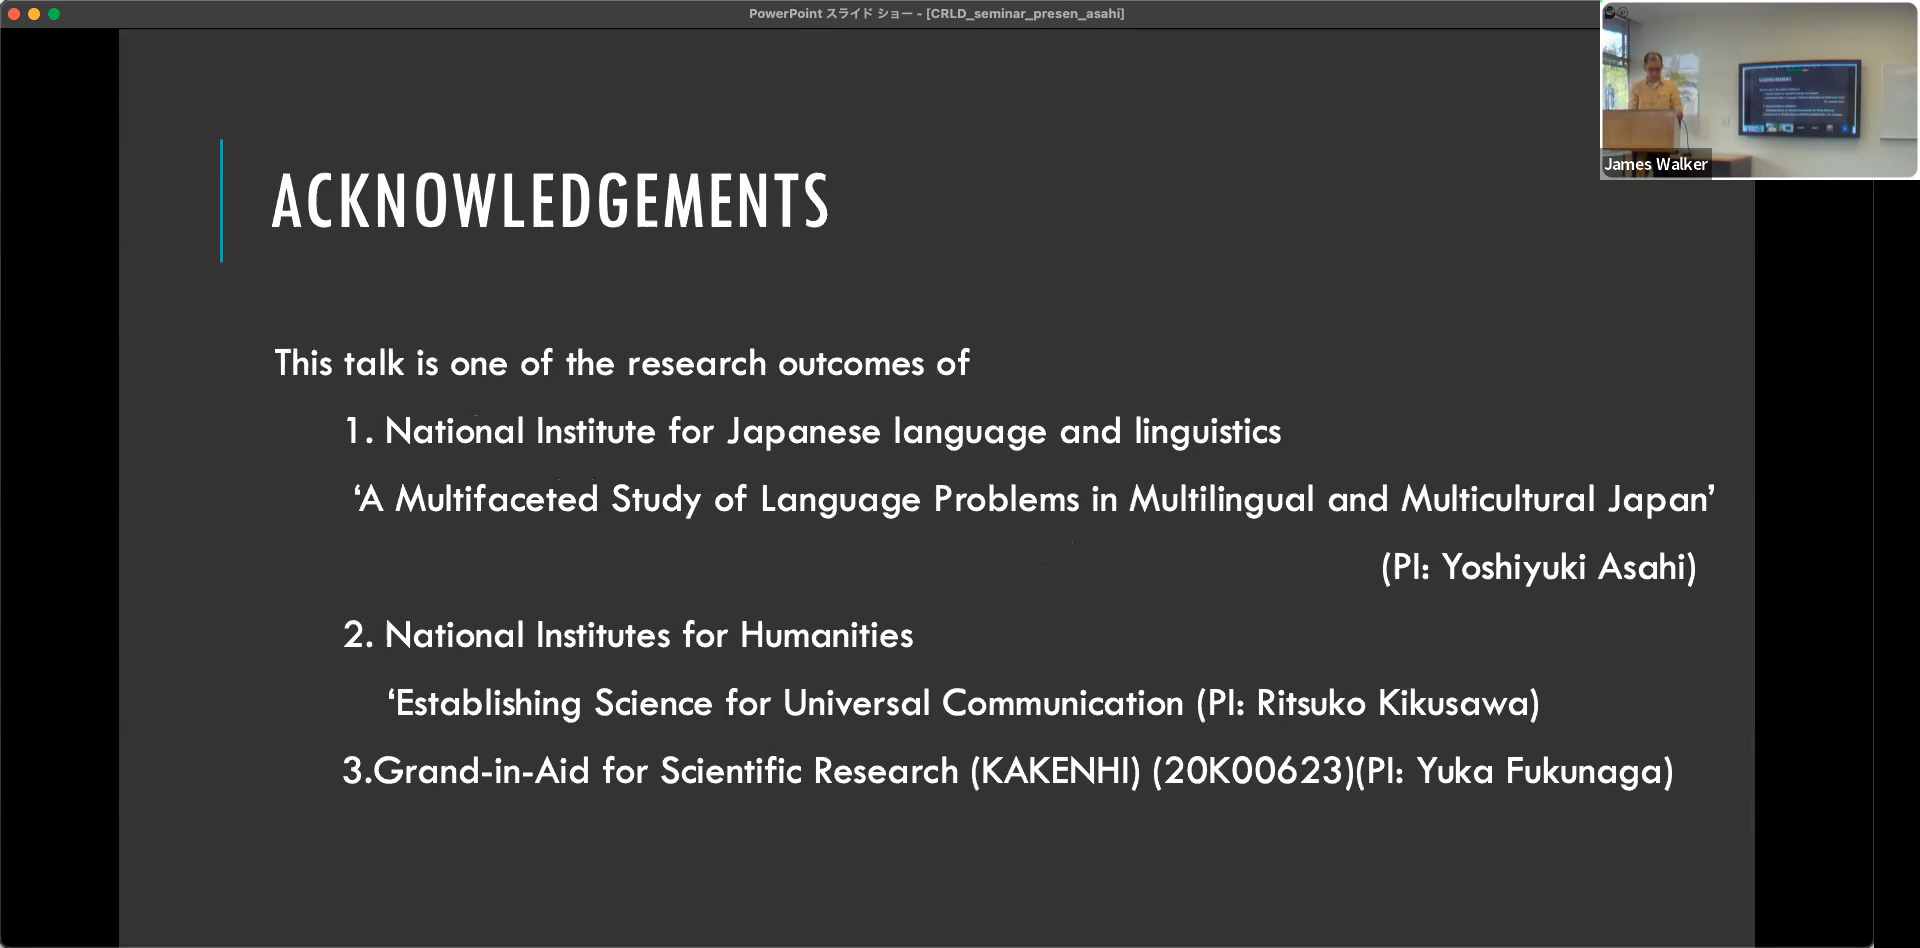 PowerPoint スライド ショー - [CRLD_seminar_presen_asahi]
James Walker
ACKNOWLEDGEMENTS
This talk is one of the research outcomes of
1. National Institute for Japanese language and linguistics
‘A Multifaceted Study of Language Problems in Multilingual and Multicultural Japan’
(PI: Yoshiyuki Asahi)
2. National Institutes for Humanities
‘Establishing Science for Universal Communication (PI: Ritsuko Kikusawa)
3.Grand-in-Aid for Scientific Research (KAKENHI) (20K00623)(PI: Yuka Fukunaga)